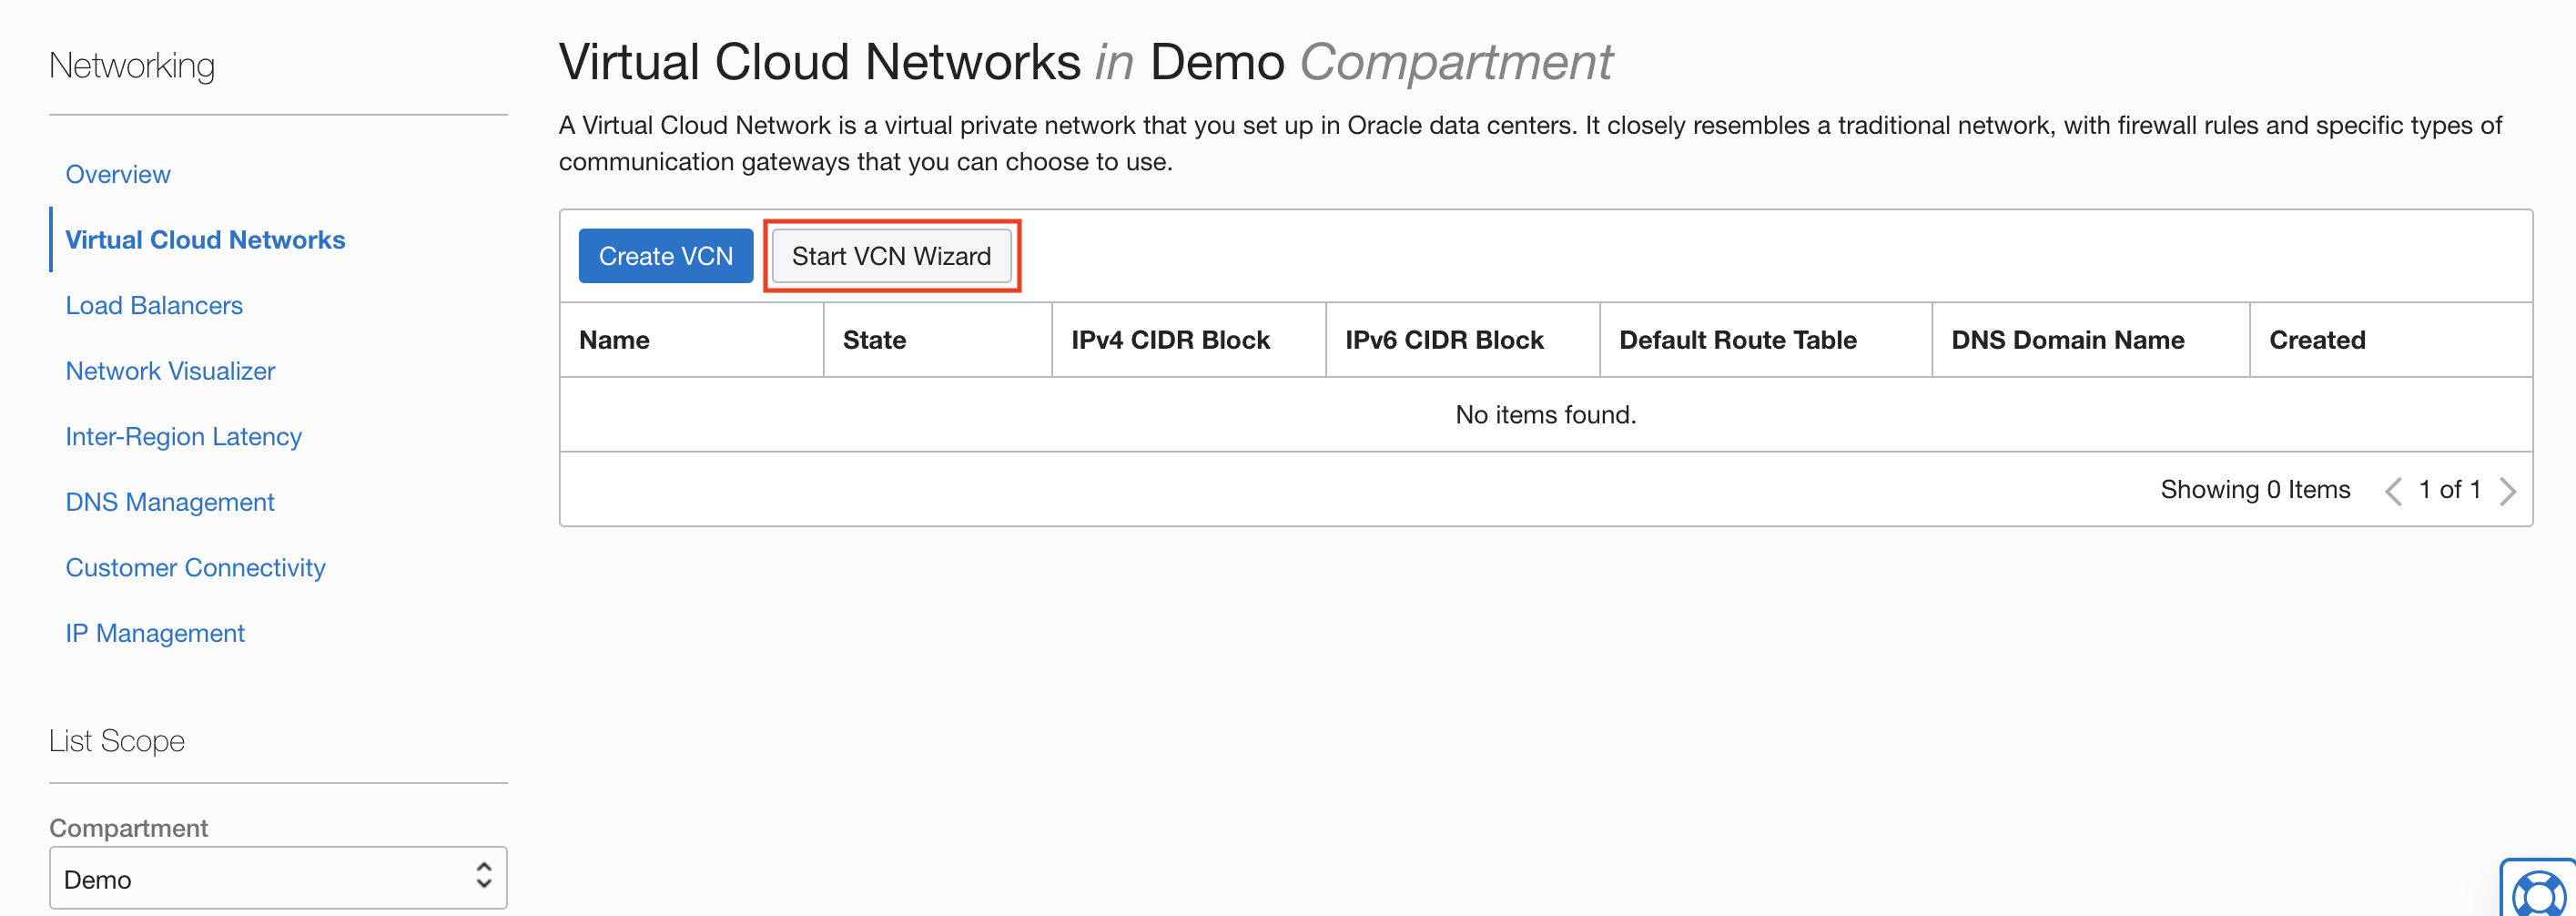 Networking
Overview
Virtual Cloud Networks
Load Balancers
Network Visualizer
Inter-Region Latency
DNS Management
Customer Connectivity
IP Management
List Scope
Compartment
Demo
Virtual Cloud Networks in Demo Compartment
A Virtual Cloud Network is a virtual private network that you set up in Oracle data centers. It closely resembles a traditional network, with firewall rules and specific types of
communication gateways that you can choose to use.
Create VCN Start VCN Wizard
Name State IPv4 CIDR Block IPv6 CIDR Block Default Route Table DNS Domain Name Created
No items found.
Showing 0 Items 1 of 1